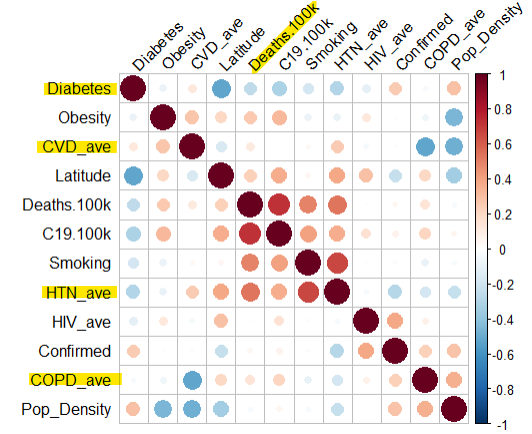 Diabetes
Obesity
CVD_ave
Latitude
Deaths.100k
C19.100k
Smoking
HTN_ave
HIV_ave
Confirmed
COPD_ave
Pop_Density
Diabetes
Obesity
CVD_ave
Latitude
Deaths.100k
C19.100k
Smoking
HTN_ave
HIV_ave
Confirmed
COPD_ave
Pop_Density
1
0.8
0.6
0.4
0.2
0
-0.2
-0.4
-0.6
-0.8
-1